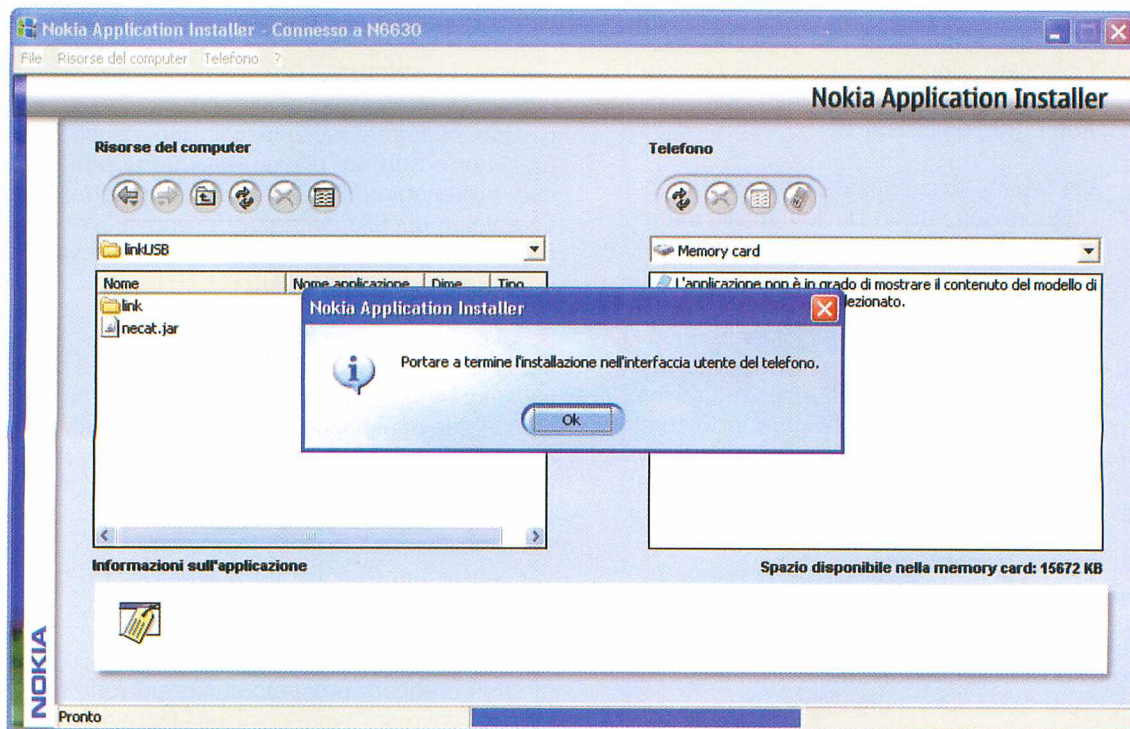 Nokia Application Installer - Connesso a N6630
File Risorse del computer Telefono ?
Nokia Application Installer
Risorse del computer
Telefono
linkUSB
Memory card
Nome Nome applicazione Dime Tipo
link
necat.jar
L'applicazione non è in grado di mostrare il contenuto del modello di
lezionato.
Nokia Application Installer
Portare a termine l'installazione nell'interfaccia utente del telefono.
Ok
Informazioni sull'applicazione
Spazio disponibile nella memory card: 15672 KB
NOKIA
Pronto